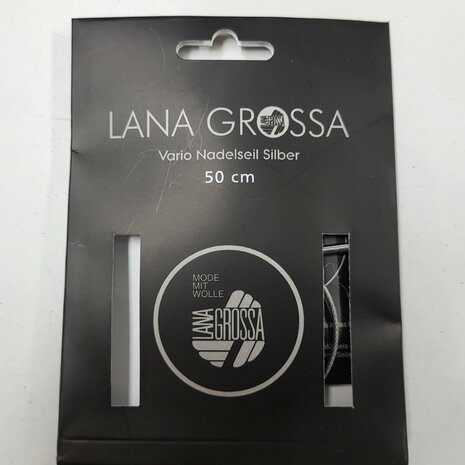 LANA GROSSA
Vario Nadelseil Silber
50 cm
MODE
MIT
WOLLE
LANA
GROSSA